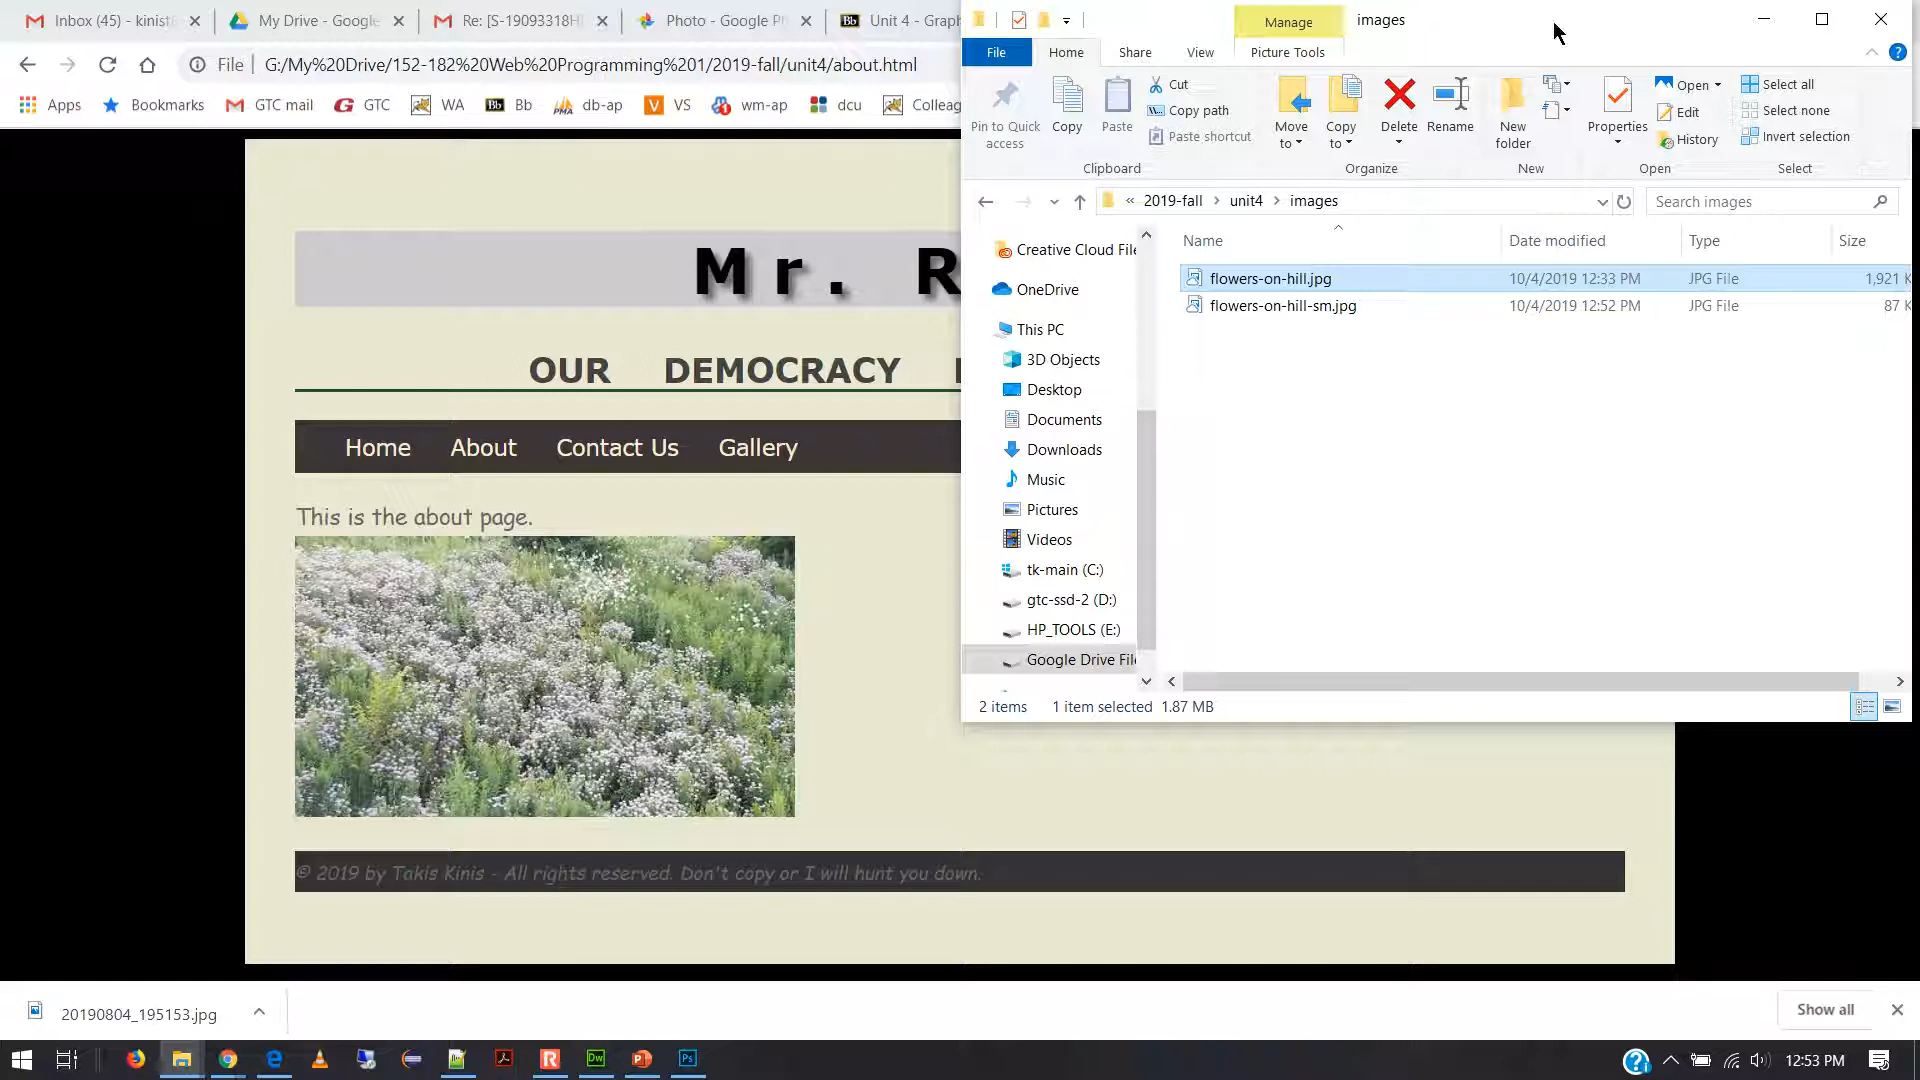 Inbox (45) - kinist
My Drive - Google
Re: [S-19093318H
Photo - Google P
Unit 4 - Graph
File G:/My%20Drive/152-182%20Web%20Programming%201/2019-fall/unit4/about.html
Apps Bookmarks GTC mail GTC WA Bb db-ap VS wm-ap dcu Colleag
Mr. R
OUR DEMOCRACY
Home About Contact Us Gallery
This is the about page.
© 2019 by Takis Kinis - All rights reserved. Don't copy or I will hunt you down.
Manage images
File Home Share View Picture Tools
Pin to Quick access
Copy
Paste
Cut
Copy path
Paste shortcut
Clipboard
Move to
Copy to
Delete
Rename
Organize
New folder
New
Properties
Open
Edit
History
Open
Select all
Select none
Invert selection
Select
« 2019-fall > unit4 > images
Search images
Name Date modified Type Size
flowers-on-hill.jpg 10/4/2019 12:33 PM JPG File 1,921 K
flowers-on-hill-sm.jpg 10/4/2019 12:52 PM JPG File 87 K
Creative Cloud File
OneDrive
This PC
3D Objects
Desktop
Documents
Downloads
Music
Pictures
Videos
tk-main (C:)
gtc-ssd-2 (D:)
HP_TOOLS (E:)
Google Drive File
2 items 1 item selected 1.87 MB
20190804_195153.jpg
Show all
12:53 PM